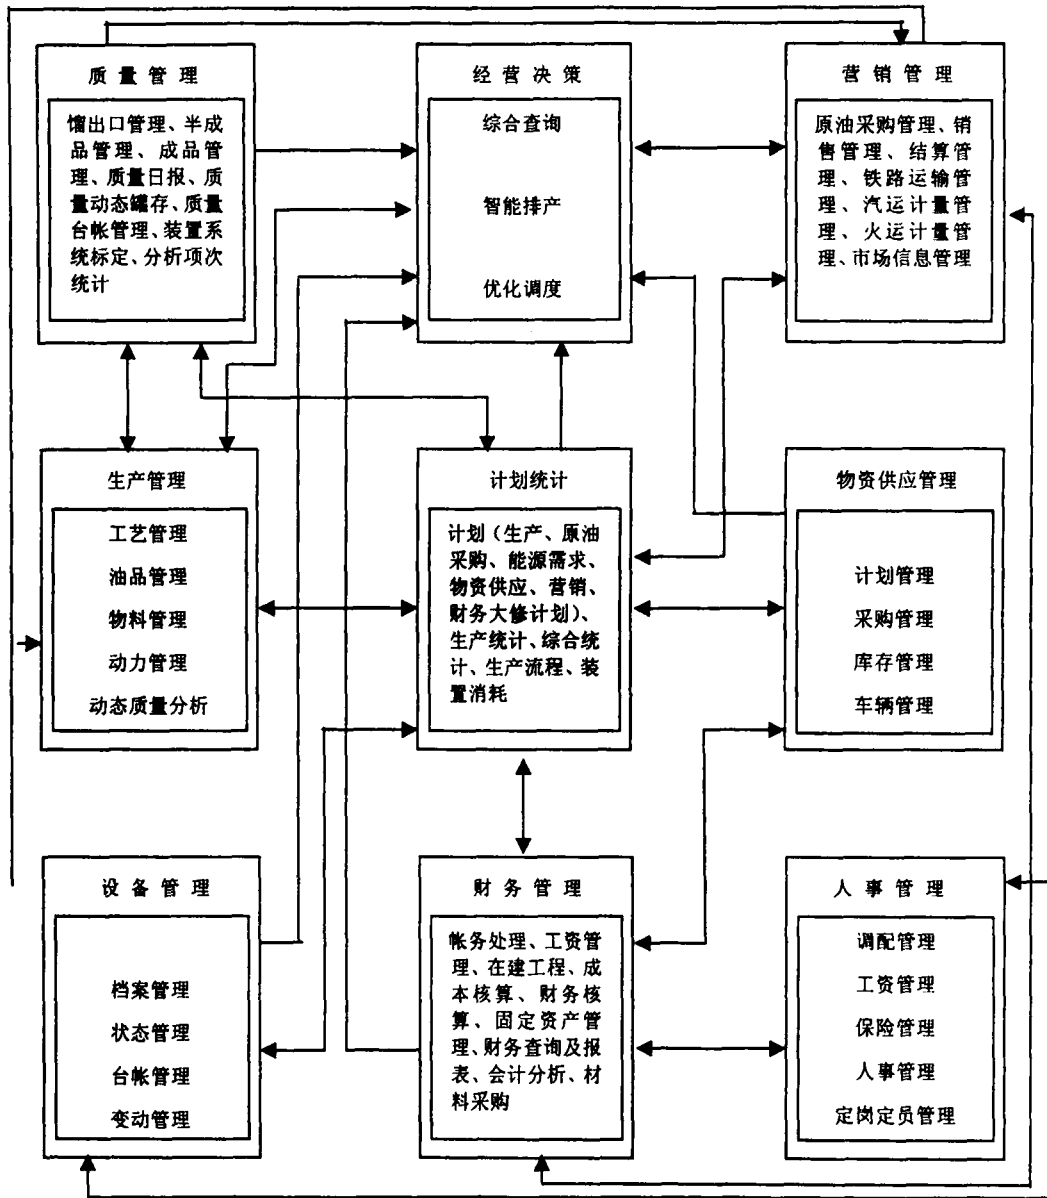 质量管理
馏出口管理、半成
品管理、成品管
理、质量日报、质
量动态罐存、质量
台帐管理、装置系
统标定、分析项次
统计
经营决策
综合查询
智能排产
优化调度
营销管理
原油采购管理、销
售管理、结算管
理、铁路运输管
理、汽运计量管
理、火运计量管
理、市场信息管理
生产管理
工艺管理
油品管理
物料管理
动力管理
动态质量分析
计划统计
计划（生产、原油
采购、能源需求、
物资供应、营销、
财务大修计划）、
生产统计、综合统
计、生产流程、装
置消耗
物资供应管理
计划管理
采购管理
库存管理
车辆管理
设备管理
档案管理
状态管理
台帐管理
变动管理
财务管理
帐务处理、工资管
理、在建工程、成
本核算、财务核
算、固定资产管
理、财务查询及报
表、会计分析、材
料采购
人事管理
调配管理
工资管理
保险管理
人事管理
定岗定员管理